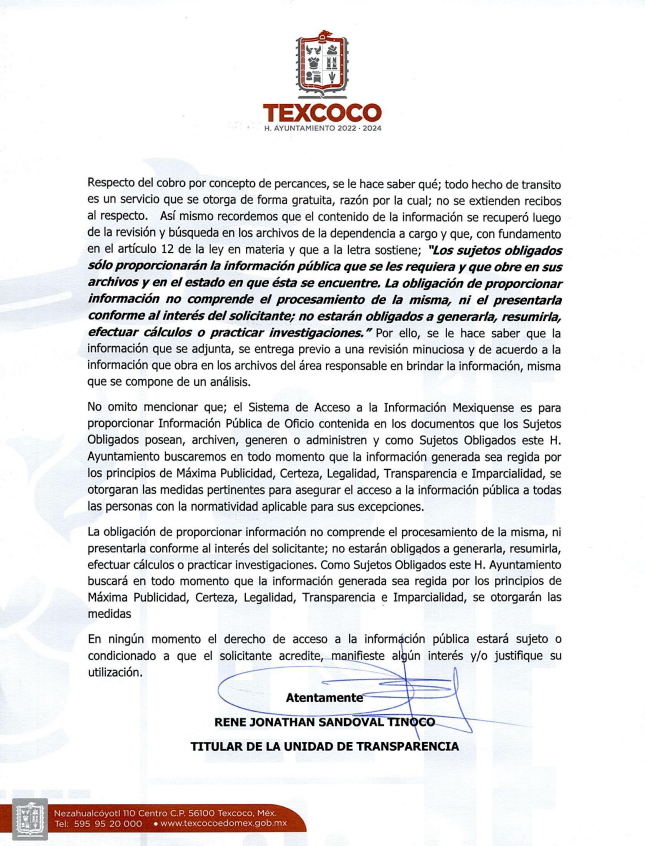 TEXCOCO
H. AYUNTAMIENTO 2022 - 2024
Respecto del cobro por concepto de percances, se le hace saber qué; todo hecho de transito
es un servicio que se otorga de forma gratuita, razón por la cual; no se extienden recibos
al respecto. Así mismo recordemos que el contenido de la información se recuperó luego
de la revisión y búsqueda en los archivos de la dependencia a cargo y que, con fundamento
en el artículo 12 de la ley en materia y que a la letra sostiene; "Los sujetos obligados
sólo proporcionarán la información pública que se les requiera y que obre en sus
archivos y en el estado en que ésta se encuentre. La obligación de proporcionar
información no comprende el procesamiento de la misma, ni el presentarla
conforme al interés del solicitante; no estarán obligados a generarla, resumirla,
efectuar cálculos o practicar investigaciones." Por ello, se le hace saber que la
información que se adjunta, se entrega previo a una revisión minuciosa y de acuerdo a la
información que obra en los archivos del área responsable en brindar la información, misma
que se compone de un análisis.
No omito mencionar que; el Sistema de Acceso a la Información Mexiquense es para
proporcionar Información Pública de Oficio contenida en los documentos que los Sujetos
Obligados posean, archiven, generen o administren y como Sujetos Obligados este H.
Ayuntamiento buscaremos en todo momento que la información generada sea regida por
los principios de Máxima Publicidad, Certeza, Legalidad, Transparencia e Imparcialidad, se
otorgaran las medidas pertinentes para asegurar el acceso a la información pública a todas
las personas con la normatividad aplicable para sus excepciones.
La obligación de proporcionar información no comprende el procesamiento de la misma, ni
presentarla conforme al interés del solicitante; no estarán obligados a generarla, resumirla,
efectuar cálculos o practicar investigaciones. Como Sujetos Obligados este H. Ayuntamiento
buscará en todo momento que la información generada sea regida por los principios de
Máxima Publicidad, Certeza, Legalidad, Transparencia e Imparcialidad, se otorgarán las
medidas
En ningún momento el derecho de acceso a la información pública estará sujeto o
condicionado a que el solicitante acredite, manifieste algún interés y/o justifique su
utilización.
Atentamente
RENE JONATHAN SANDOVAL TINOCO
TITULAR DE LA UNIDAD DE TRANSPARENCIA
Nezahualcóyotl 110 Centro C.P. 56100 Texcoco, Méx.
Tel: 595 95 20 000 • www.texcocoedomex.gob.mx